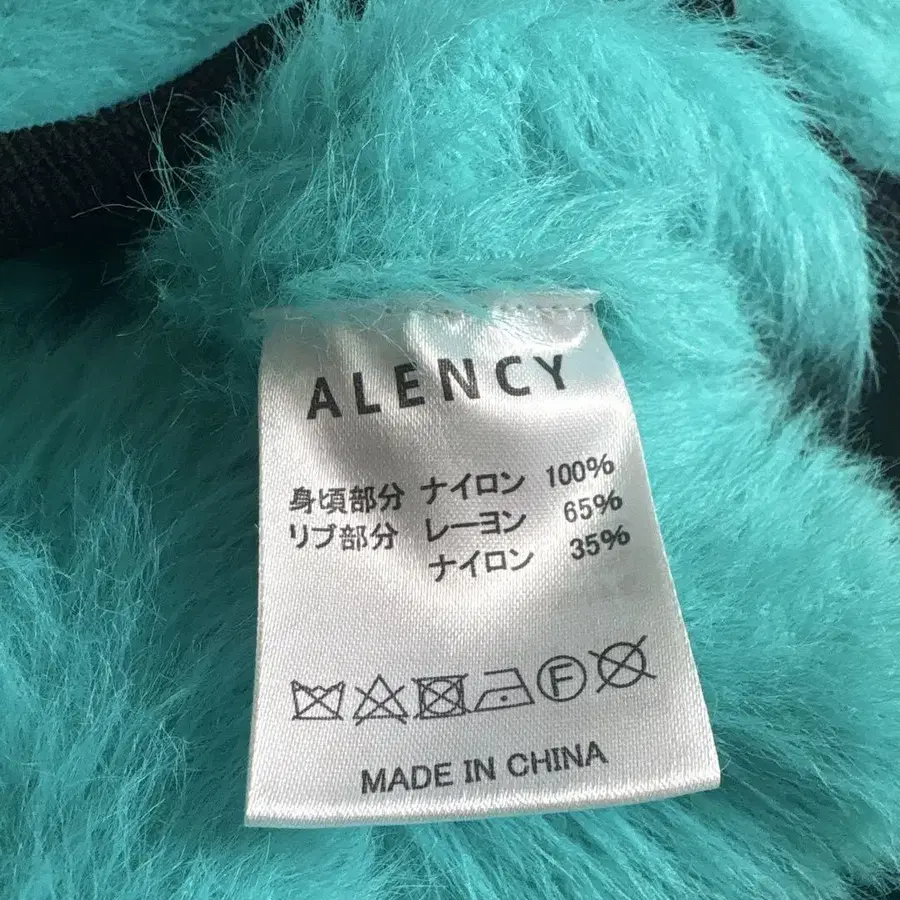 ALENCY
身頃部分 ナイロン 100%
リブ部分 レーヨン 65%
ナイロン 35%
F
MADE IN CHINA